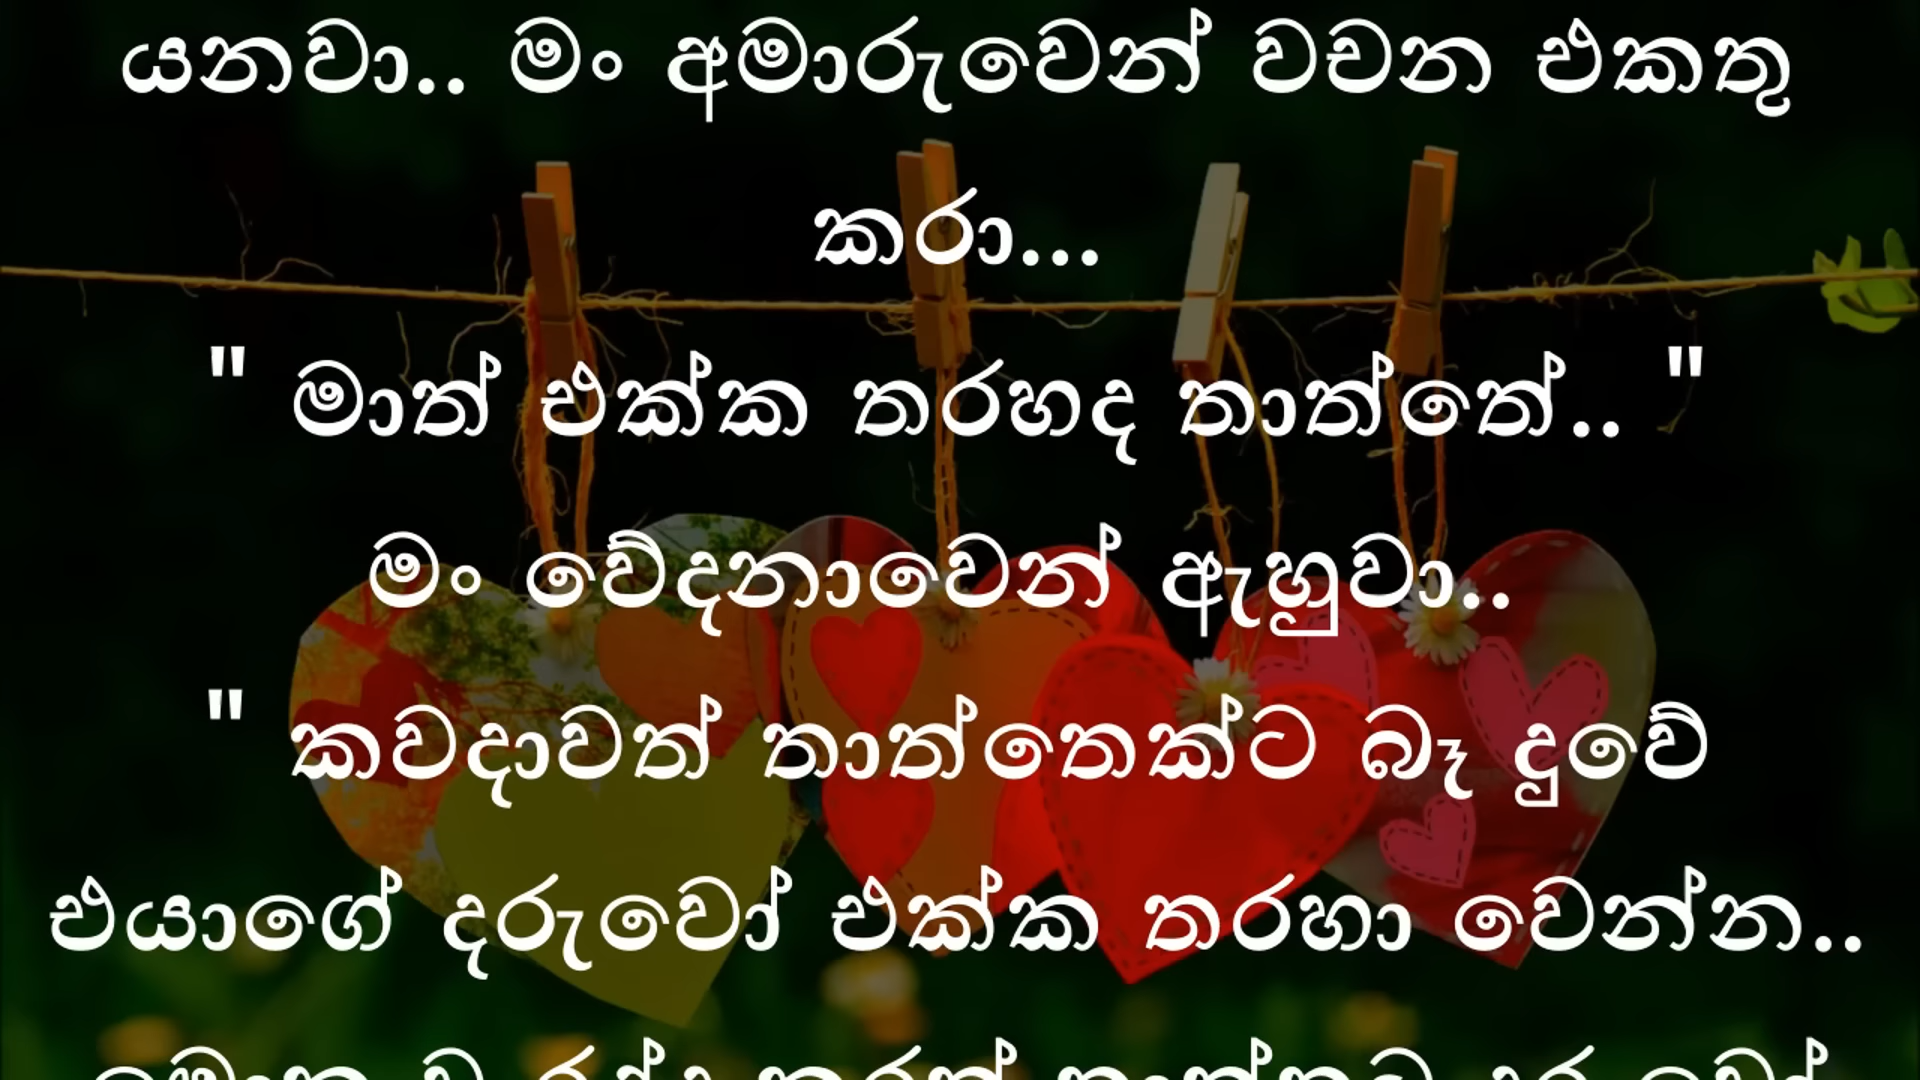 යනවා.. මං අමාරුවෙන් වචන එකතු
කරා...
" මාත් එක්ක තරහද තාත්තේ.. "
මං වේදනාවෙන් ඇහුවා..
" කවදාවත් තාත්තෙක්ට බෑ දුවේ
එයාගේ දරුවෝ එක්ක තරහා වෙන්න..